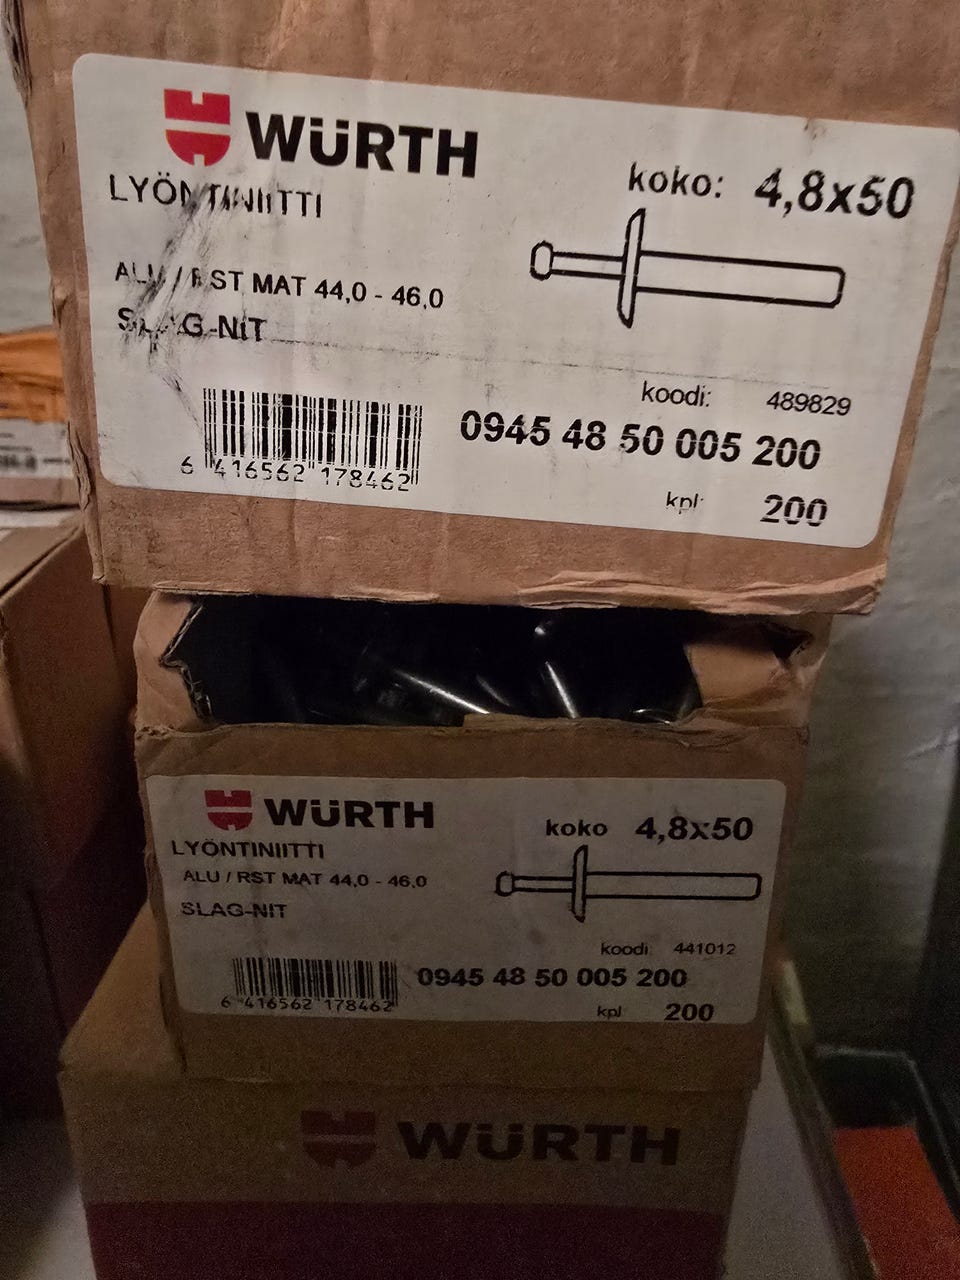 WÜRTH
LYÖNTINIITTI
koko: 4,8x50
ALU / RST MAT 44,0 - 46,0
SLAG-NIT
koodi: 489829
0945 48 50 005 200
6 416562 178462
kpl: 200
WÜRTH
LYÖNTINIITTI
koko 4,8x50
ALU / RST MAT 44,0 - 46,0
SLAG-NIT
koodi 441012
0945 48 50 005 200
6 416562 178462
kpl 200
WÜRTH